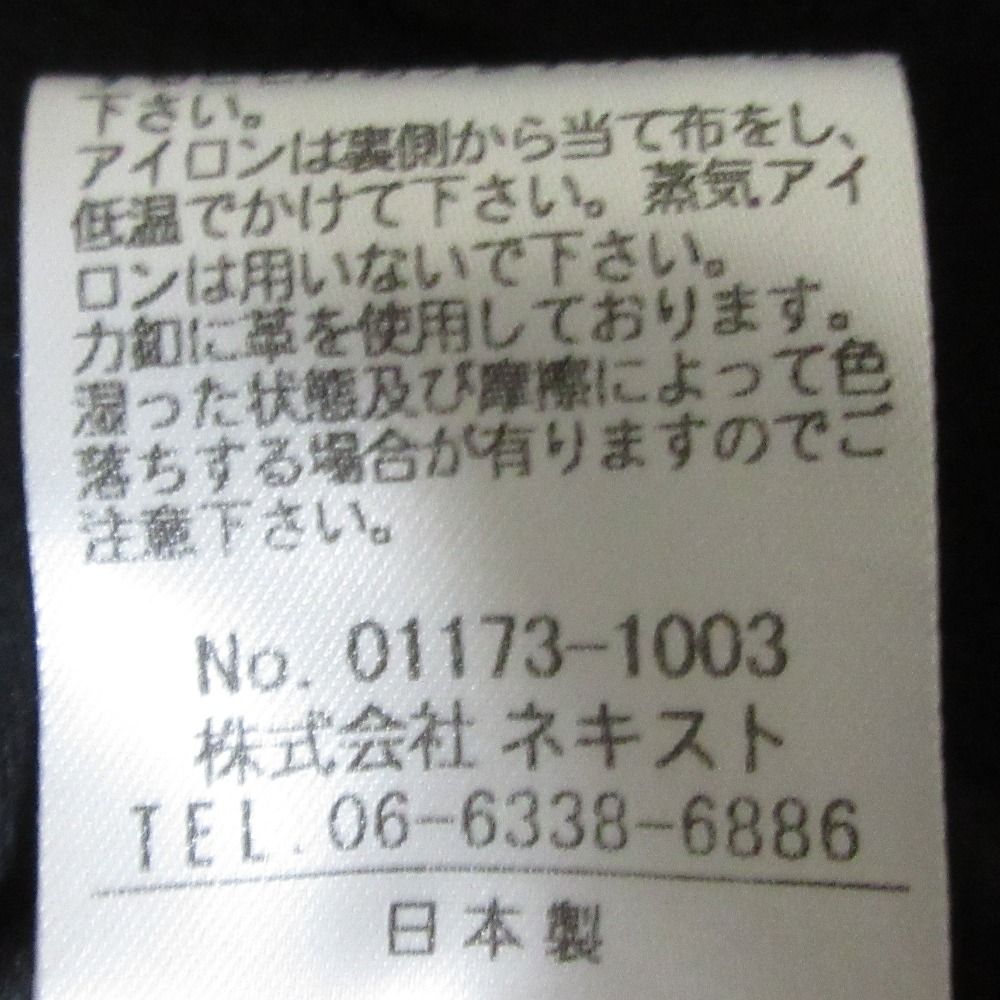 下さい。
アイロンは裏側から当て布をし、
低温でかけて下さい。蒸気アイ
ロンは用いないで下さい。
力釦に革を使用しております。
湿った状態及び摩擦によって色
落ちする場合が有りますのでご
注意下さい。
No. 01173-1003
株式会社 ネキスト
TEL. 06-6338-6886
日本製